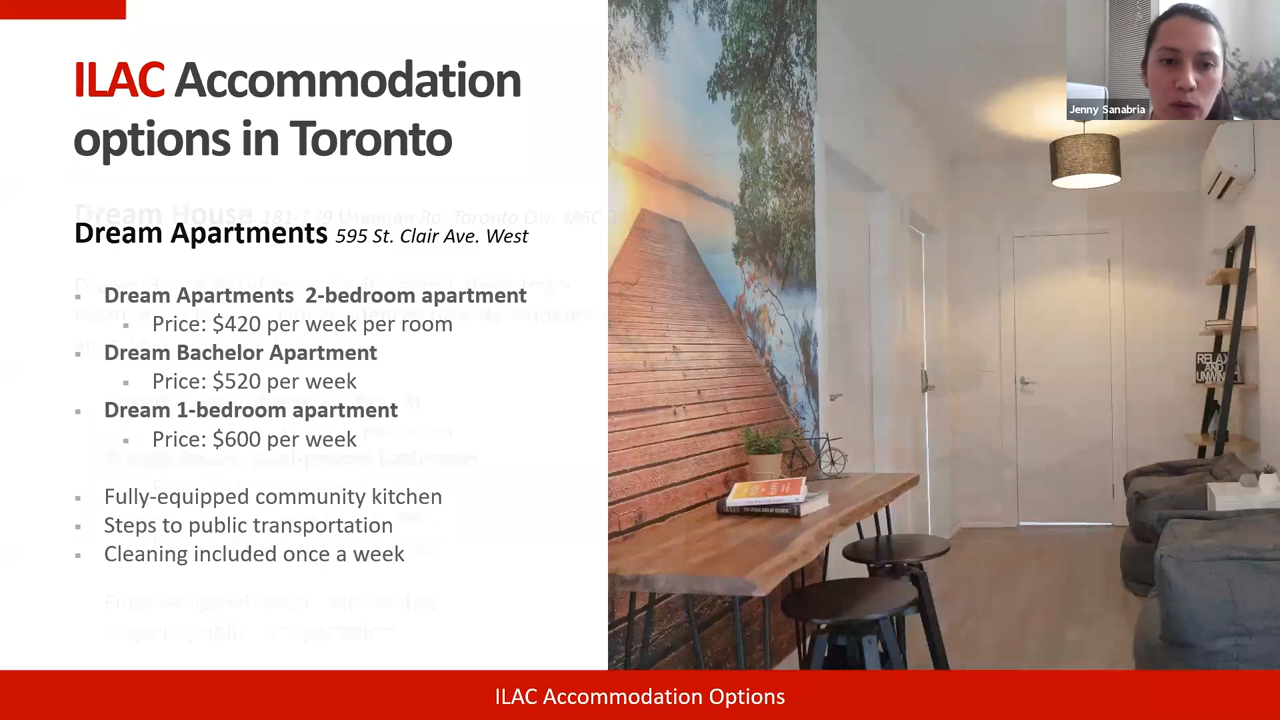 ILAC Accommodation
options in Toronto
Dream House
Dream Apartments 595 St. Clair Ave. West
▪ Dream Apartments 2-bedroom apartment
▪ Price: $420 per week per room
▪ Dream Bachelor Apartment
▪ Price: $520 per week
▪ Dream 1-bedroom apartment
▪ Price: $600 per week
▪ Fully-equipped community kitchen
▪ Steps to public transportation
▪ Cleaning included once a week
Jenny Sanabria
RELAX
AND
UNWIND
ILAC Accommodation Options